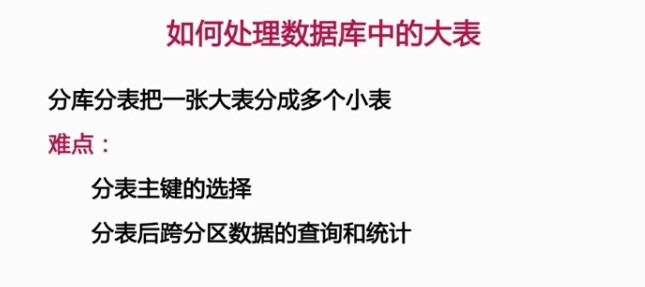 如何处理数据库中的大表
分库分表把一张大表分成多个小表
难点：
分表主键的选择
分表后跨分区数据的查询和统计